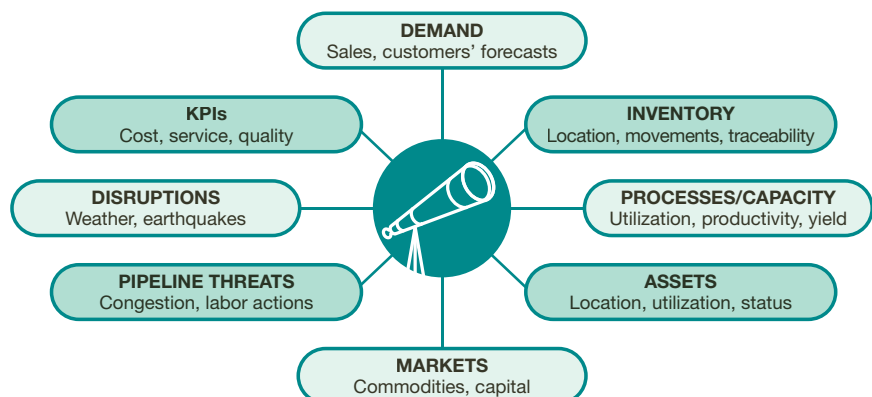 DEMAND
Sales, customers’ forecasts
KPIs
Cost, service, quality
INVENTORY
Location, movements, traceability
DISRUPTIONS
Weather, earthquakes
PROCESSES/CAPACITY
Utilization, productivity, yield
PIPELINE THREATS
Congestion, labor actions
ASSETS
Location, utilization, status
MARKETS
Commodities, capital